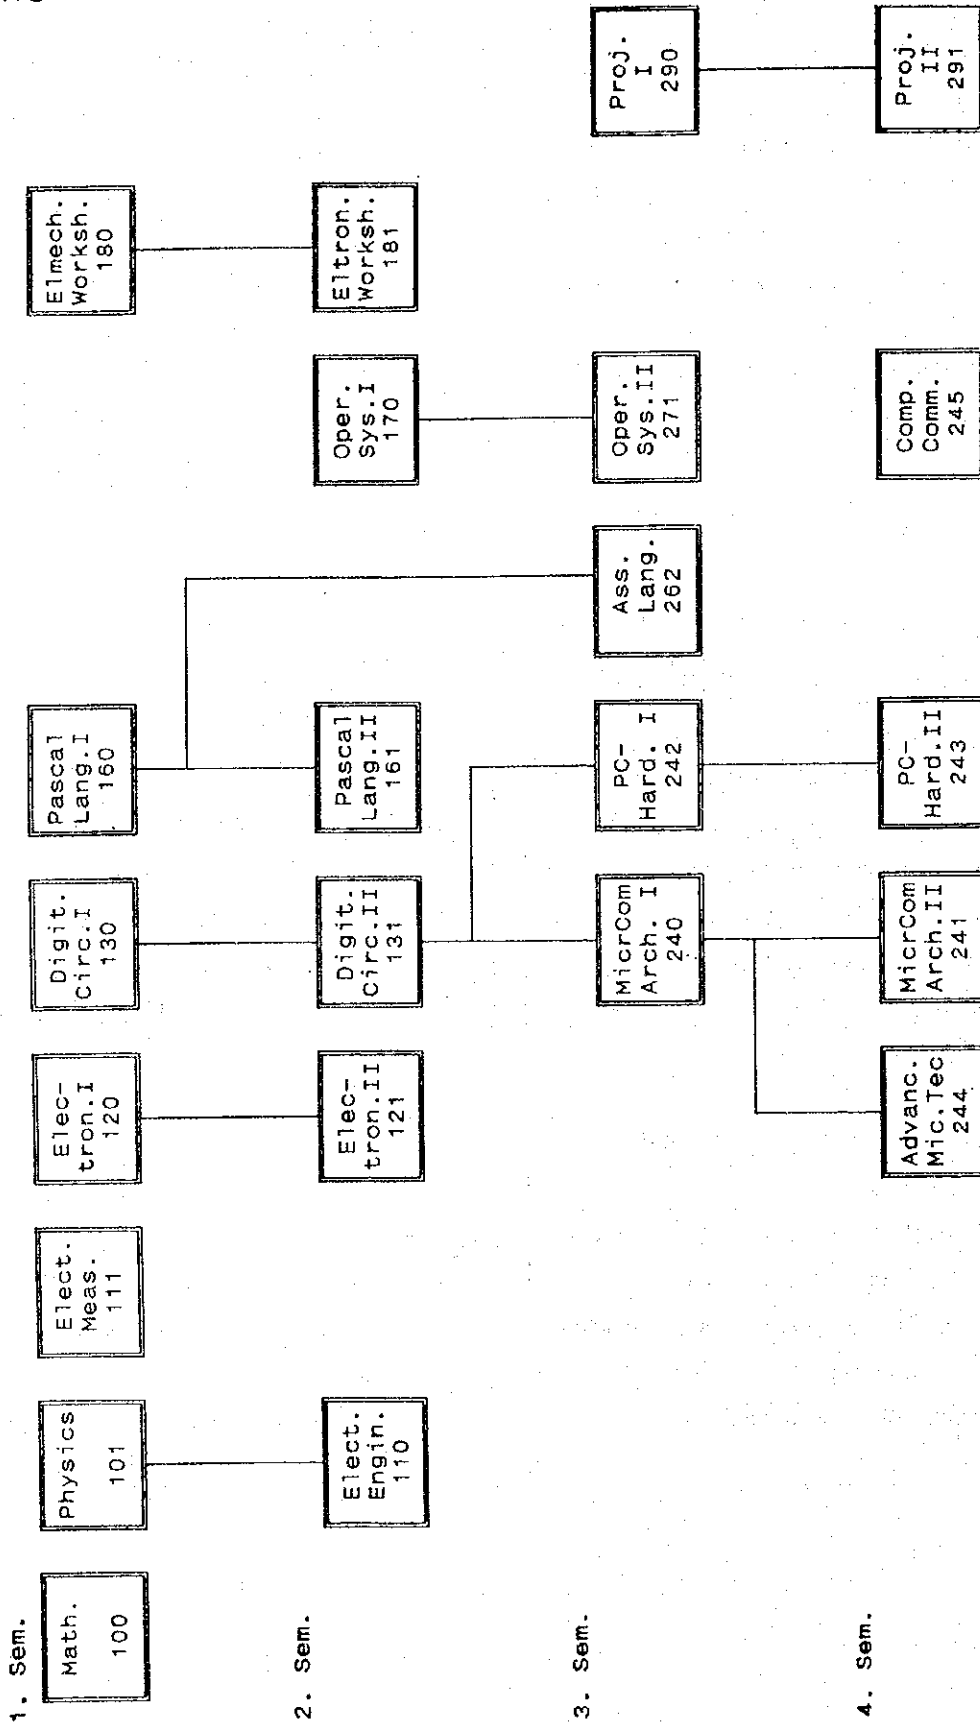 1. Sem.
Math.
100
Physics
101
Elect.
Meas.
111
Elec-
tron.I
120
Digit.
Circ.I
130
Pascal
Lang.I
160
Elmech.
Worksh.
180
2. Sem.
Elect.
Engin.
110
Elec-
tron.II
121
Digit.
Circ.II
131
Pascal
Lang.II
161
Oper.
Sys.I
170
Eltron.
Worksh.
181
3. Sem.
MicrCom
Arch. I
240
PC-
Hard. I
242
Ass.
Lang.
262
Oper.
Sys.II
271
Proj.
I
290
4. Sem.
Advanc.
Mic.Tec
244
MicrCom
Arch.II
241
PC-
Hard.II
243
Comp.
Comm.
245
Proj.
II
291